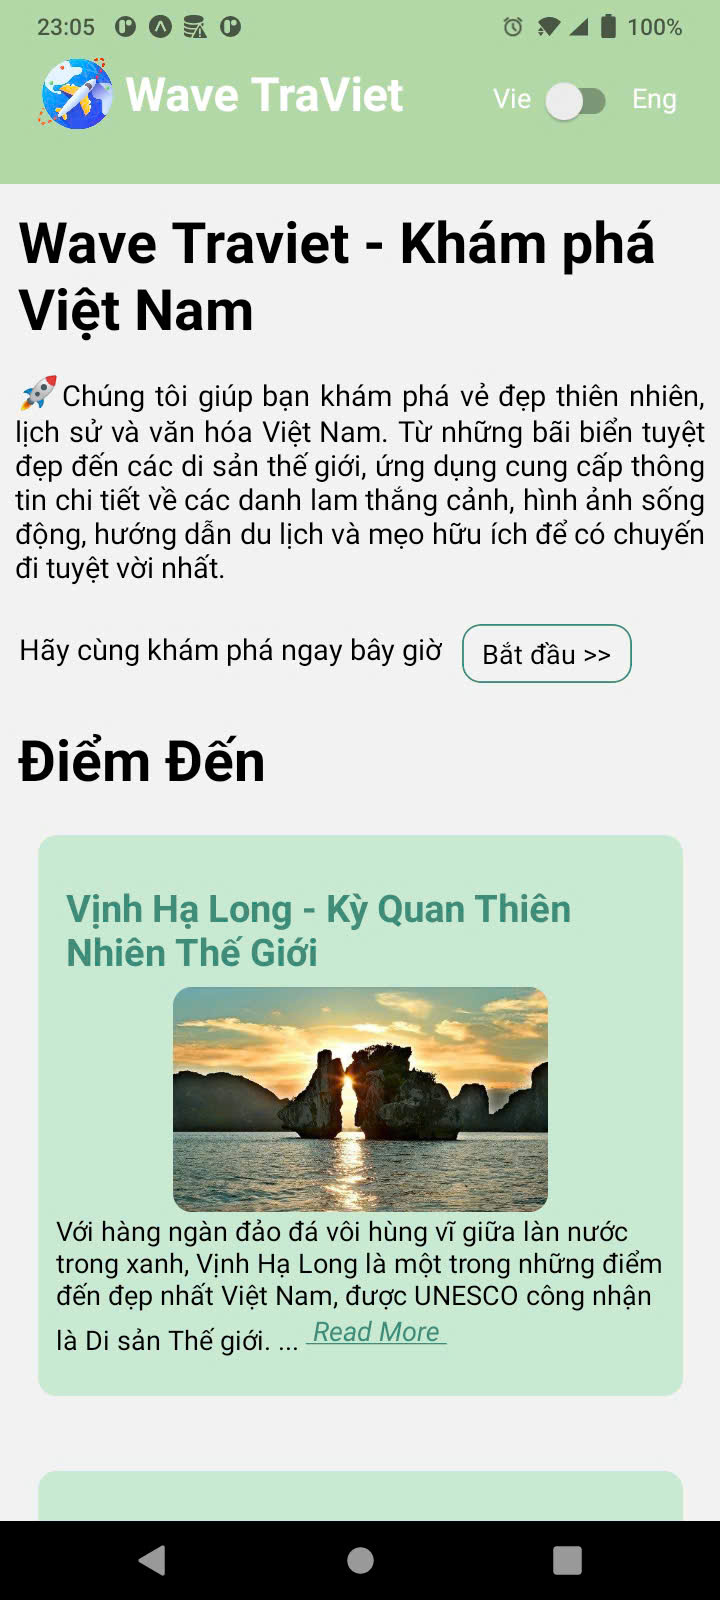 23:05 100%
Wave TraViet Vie Eng
Wave Traviet - Khám phá
Việt Nam
🚀Chúng tôi giúp bạn khám phá vẻ đẹp thiên nhiên,
lịch sử và văn hóa Việt Nam. Từ những bãi biển tuyệt
đẹp đến các di sản thế giới, ứng dụng cung cấp thông
tin chi tiết về các danh lam thắng cảnh, hình ảnh sống
động, hướng dẫn du lịch và mẹo hữu ích để có chuyến
đi tuyệt vời nhất.
Hãy cùng khám phá ngay bây giờ Bắt đầu >>
Điểm Đến
Vịnh Hạ Long - Kỳ Quan Thiên
Nhiên Thế Giới
Với hàng ngàn đảo đá vôi hùng vĩ giữa làn nước
trong xanh, Vịnh Hạ Long là một trong những điểm
đến đẹp nhất Việt Nam, được UNESCO công nhận
là Di sản Thế giới. ... Read More